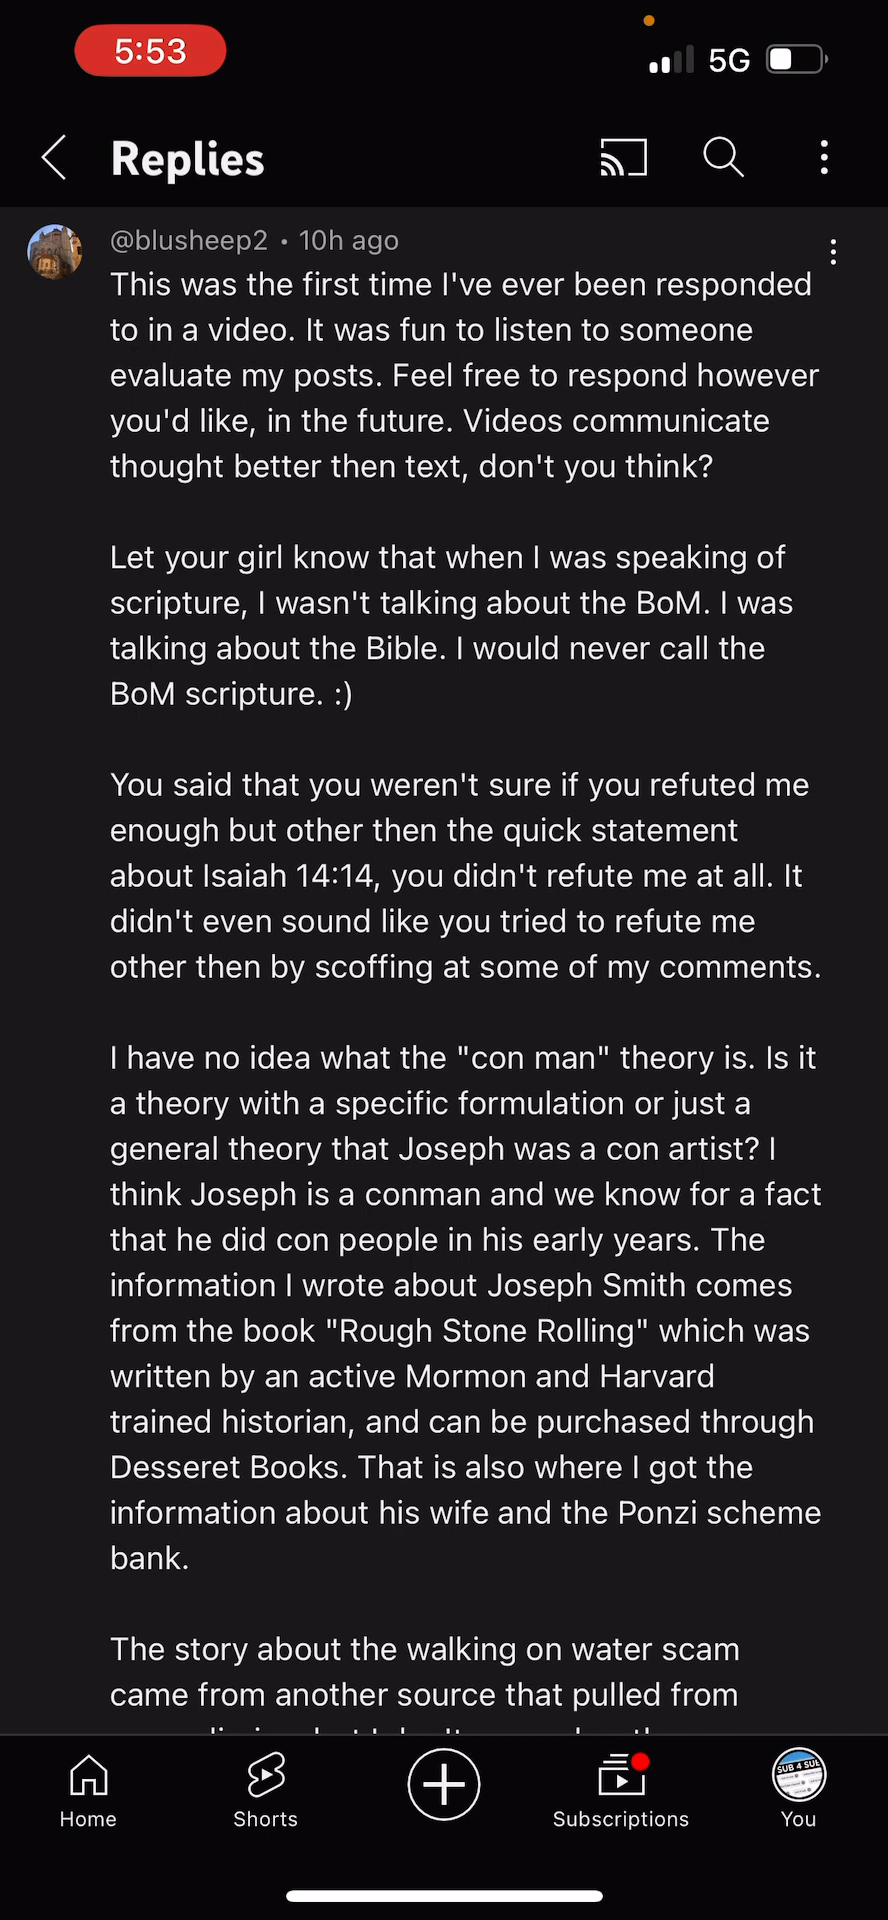 5:53
5G
Replies
@blusheep2 • 10h ago
This was the first time I've ever been responded
to in a video. It was fun to listen to someone
evaluate my posts. Feel free to respond however
you'd like, in the future. Videos communicate
thought better then text, don't you think?
Let your girl know that when I was speaking of
scripture, I wasn't talking about the BoM. I was
talking about the Bible. I would never call the
BoM scripture. :)
You said that you weren't sure if you refuted me
enough but other then the quick statement
about Isaiah 14:14, you didn't refute me at all. It
didn't even sound like you tried to refute me
other then by scoffing at some of my comments.
I have no idea what the "con man" theory is. Is it
a theory with a specific formulation or just a
general theory that Joseph was a con artist? I
think Joseph is a conman and we know for a fact
that he did con people in his early years. The
information I wrote about Joseph Smith comes
from the book "Rough Stone Rolling" which was
written by an active Mormon and Harvard
trained historian, and can be purchased through
Desseret Books. That is also where I got the
information about his wife and the Ponzi scheme
bank.
The story about the walking on water scam
came from another source that pulled from
SUB 4 SUB
Home
Shorts
Subscriptions
You